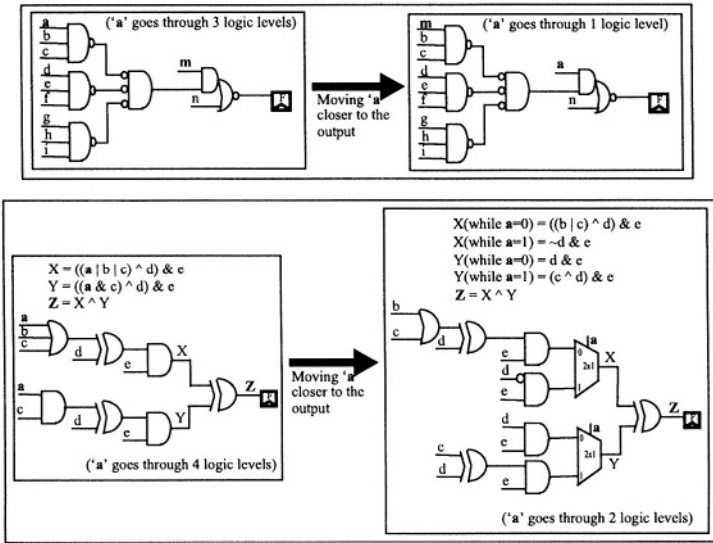 ('a' goes through 3 logic levels)
a
b
c
d
e
f
g
h
i
m
n
F
Moving 'a'
closer to the
output
('a' goes through 1 logic level)
m
b
c
d
e
f
g
h
i
a
n
F
X = ((a | b | c) ^ d) & e
Y = ((a & c) ^ d) & e
Z = X ^ Y
a
b
c
d
e
X
a
c
d
e
Y
Z
F
('a' goes through 4 logic levels)
Moving 'a'
closer to the
output
X(while a=0) = ((b | c) ^ d) & e
X(while a=1) = ~d & e
Y(while a=0) = d & e
Y(while a=1) = (c ^ d) & e
Z = X ^ Y
b
c
d
e
d
e
a
0
2x1
1
X
d
e
c
d
e
a
0
2x1
1
Y
Z
F
('a' goes through 2 logic levels)